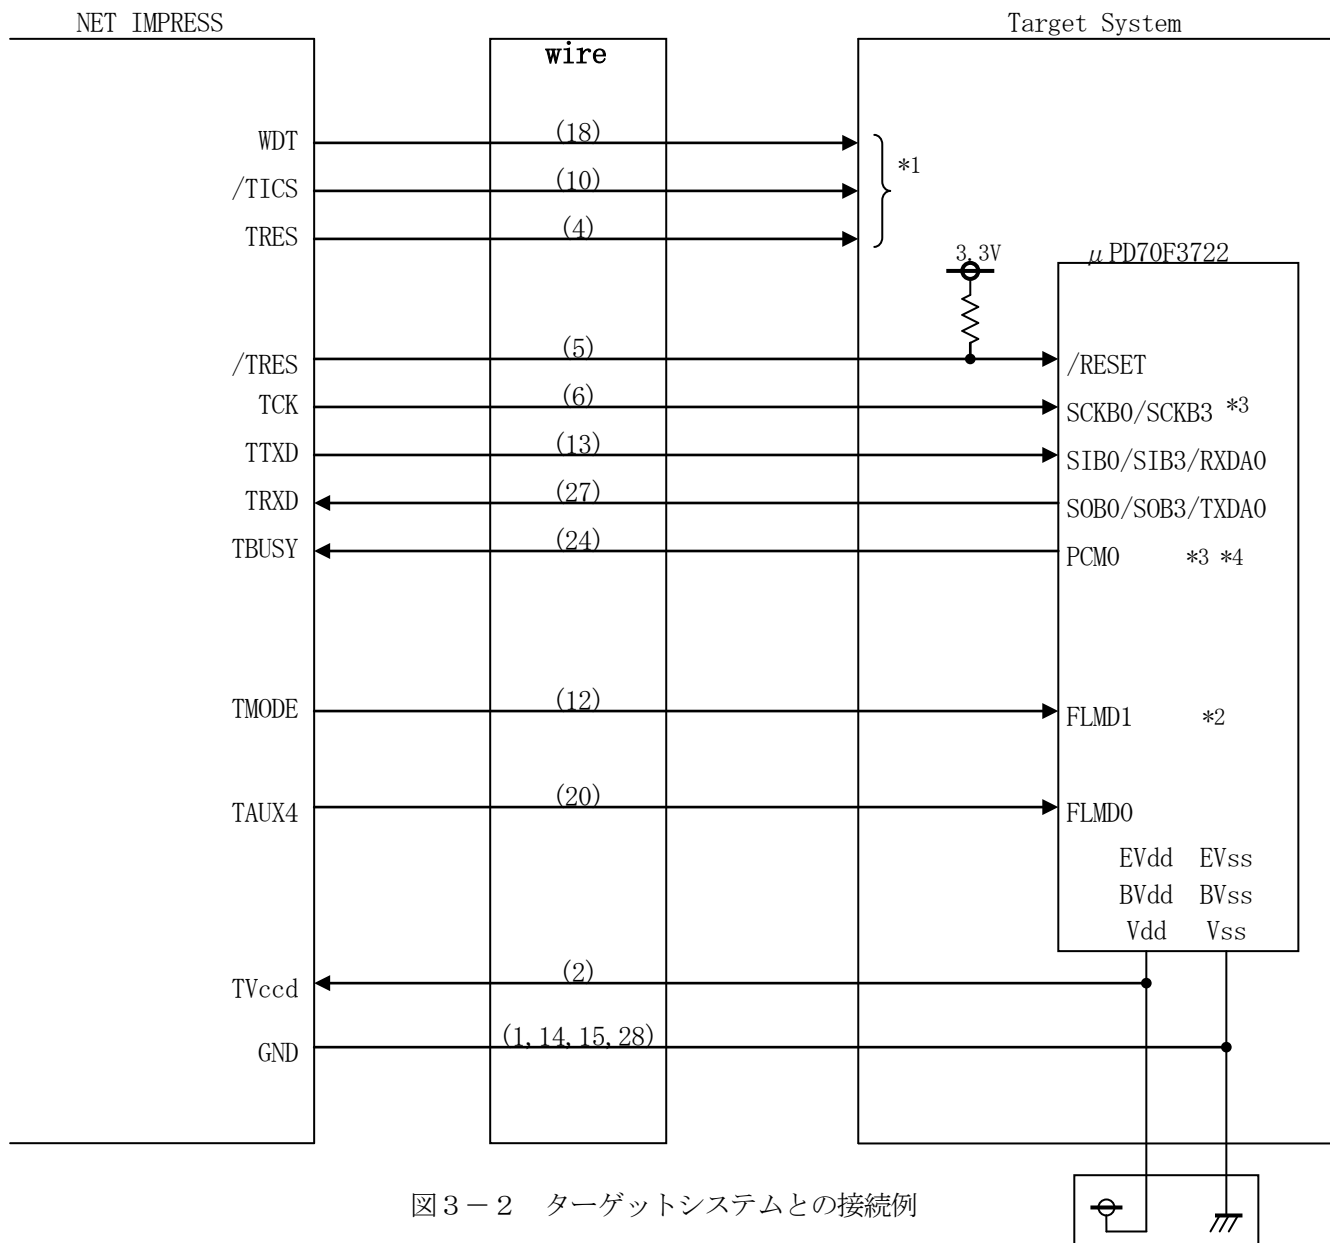 NET IMPRESS
wire
Target System
WDT (18)
/TICS (10) *1
TRES (4)
3.3V μPD70F3722
/TRES (5) /RESET
TCK (6) SCKB0/SCKB3 *3
TTXD (13) SIB0/SIB3/RXDA0
TRXD (27) SOB0/SOB3/TXDA0
TBUSY (24) PCM0 *3 *4
TMODE (12) FLMD1 *2
TAUX4 (20) FLMD0
EVdd EVss
BVdd BVss
Vdd Vss
TVccd (2)
GND (1,14,15,28)
図3-2 ターゲットシステムとの接続例